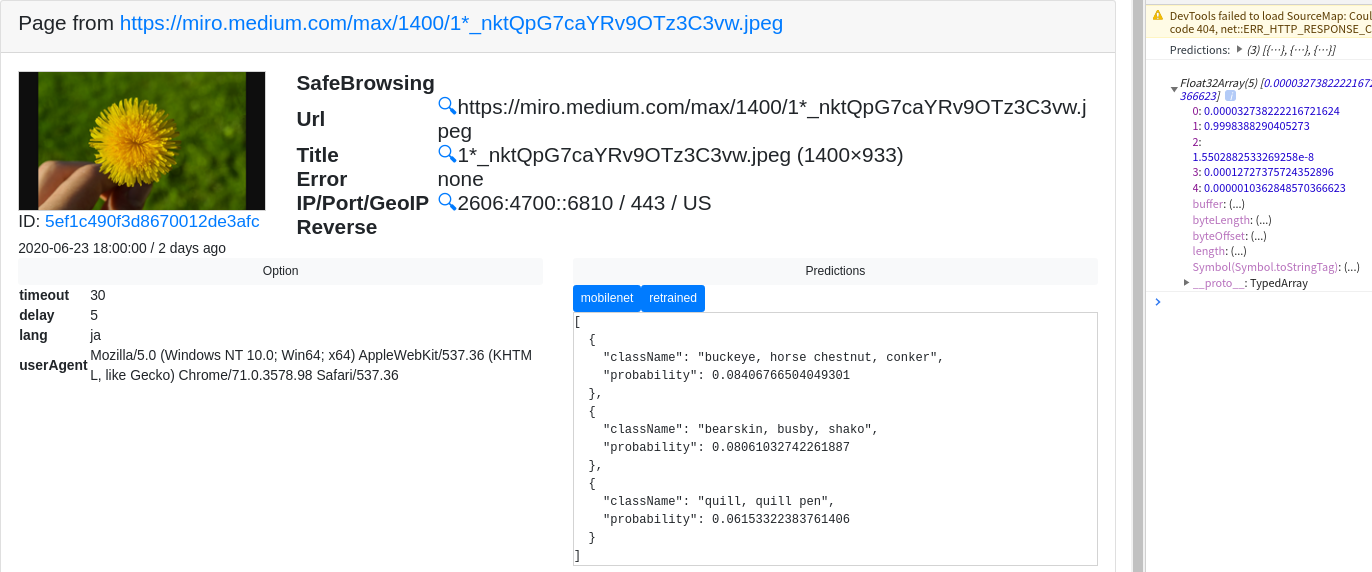 Page from https://miro.medium.com/max/1400/1*_nktQpG7caYRv9OTz3C3vw.jpeg
SafeBrowsing
Url 🔍https://miro.medium.com/max/1400/1*_nktQpG7caYRv9OTz3C3vw.j
peg
Title 🔍1*_nktQpG7caYRv9OTz3C3vw.jpeg (1400×933)
Error none
IP/Port/GeoIP 🔍2606:4700::6810 / 443 / US
Reverse
ID: 5ef1c490f3d8670012de3afc
2020-06-23 18:00:00 / 2 days ago
Option
timeout 30
delay 5
lang ja
userAgent Mozilla/5.0 (Windows NT 10.0; Win64; x64) AppleWebKit/537.36 (KHTM
L, like Gecko) Chrome/71.0.3578.98 Safari/537.36
Predictions
mobilenet retrained
[
{
"className": "buckeye, horse chestnut, conker",
"probability": 0.08406766504049301
},
{
"className": "bearskin, busby, shako",
"probability": 0.08061032742261887
},
{
"className": "quill, quill pen",
"probability": 0.06153322383761406
}
]
DevTools failed to load SourceMap: Coul
code 404, net::ERR_HTTP_RESPONSE_C
Predictions: ▶ (3) [{…}, {…}, {…}]
▼ Float32Array(5) [0.0000327382221672
366623] i
0: 0.000032738222216721624
1: 0.9998388290405273
2:
1.5502882533269258e-8
3: 0.00012727375724352896
4: 0.0000010362848570366623
buffer: (...)
byteLength: (...)
byteOffset: (...)
length: (...)
Symbol(Symbol.toStringTag): (...)
▶ __proto__: TypedArray